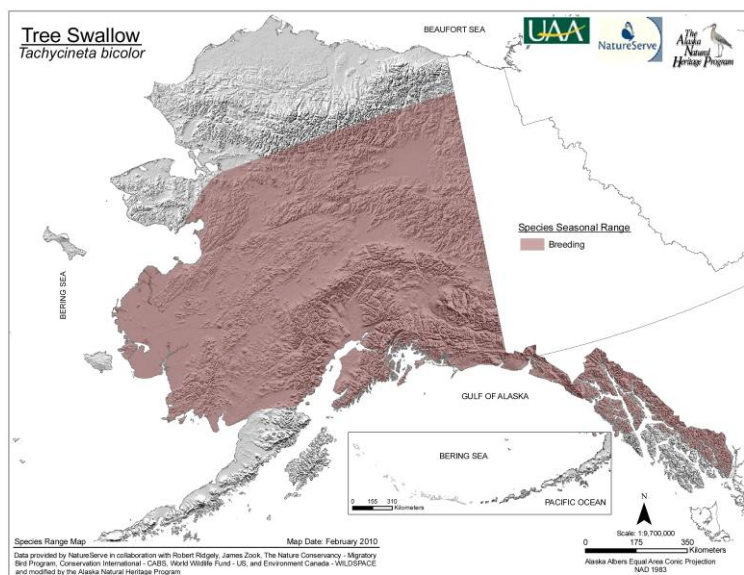 Tree Swallow
Tachycineta bicolor
BEAUFORT SEA
UAA
NatureServe
The
Alaska
Natural
Heritage Program
Species Seasonal Range
Breeding
BERING SEA
GULF OF ALASKA
BERING SEA
0 155 310
Kilometers
PACIFIC OCEAN
N
Scale: 1:9,700,000
0 175 350
Kilometers
Alaska Albers Equal Area Conic Projection
NAD 1983
Species Range Map Map Date: February 2010
Data provided by NatureServe in collaboration with Robert Ridgely, James Zook, The Nature Conservancy - Migratory
Bird Program, Conservation International - CABS, World Wildlife Fund - US, and Environment Canada - WILDSPACE
and modified by the Alaska Natural Heritage Program